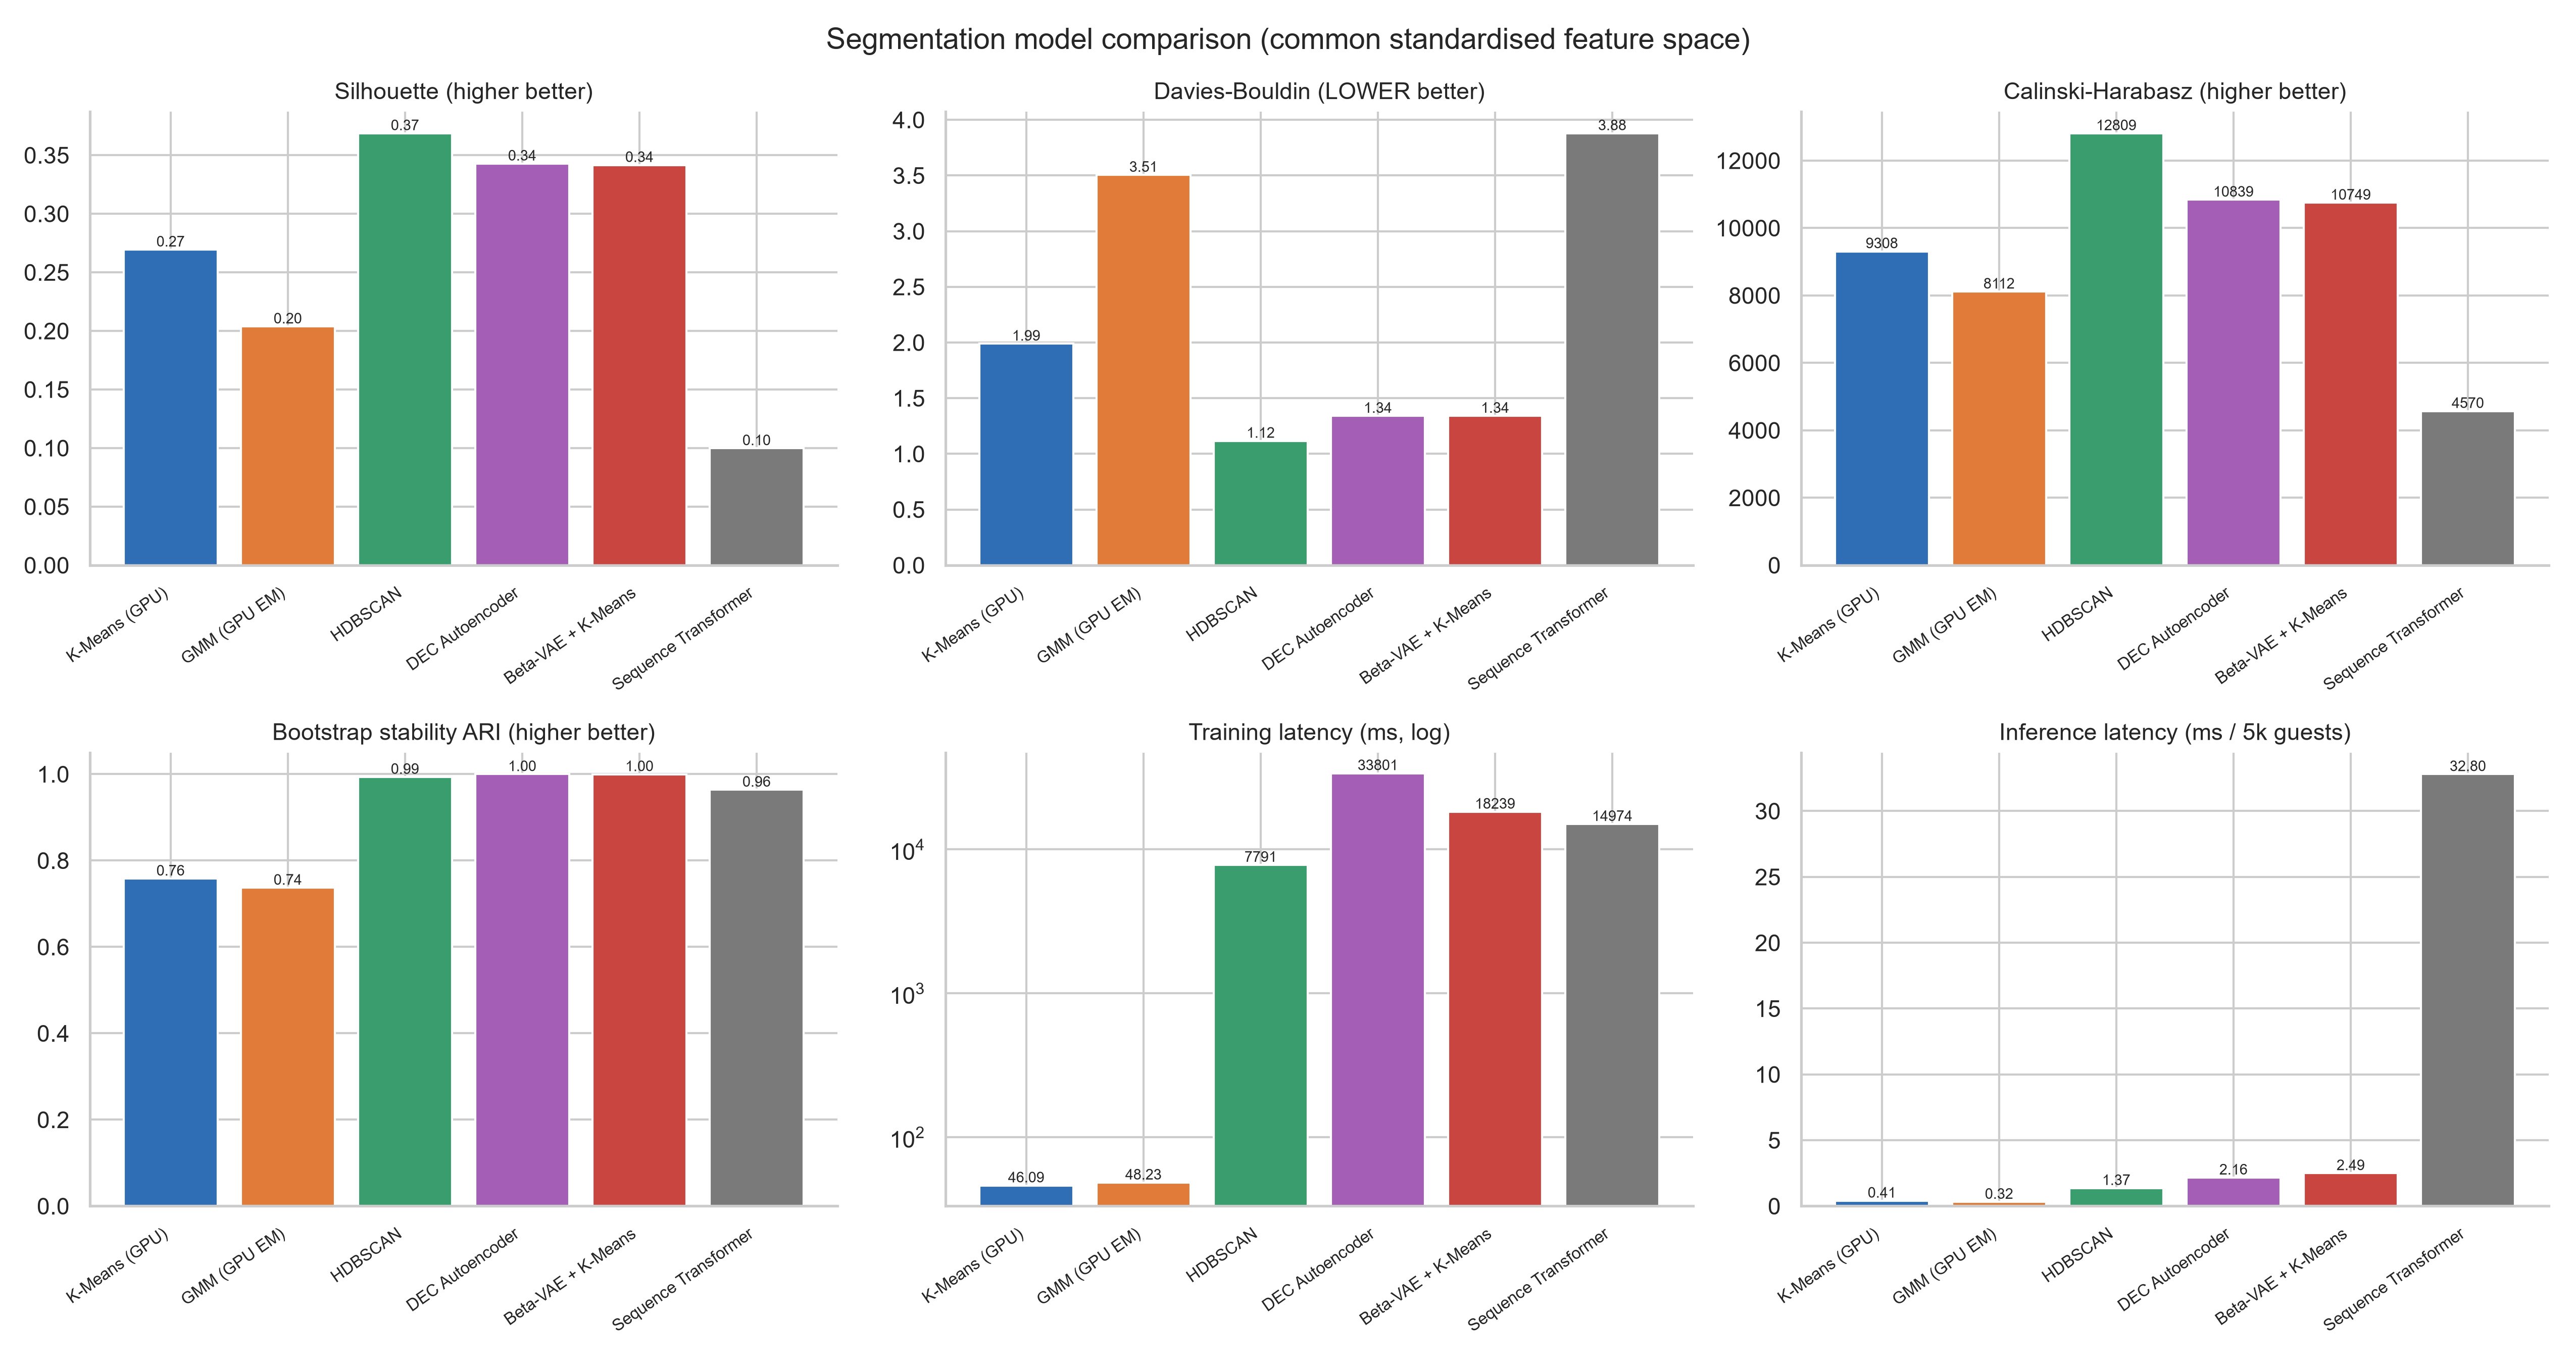 Segmentation model comparison (common standardised feature space)
Silhouette (higher better)
0.35
0.30
0.25
0.20
0.15
0.10
0.05
0.00
0.27
0.20
0.37
0.34
0.34
0.10
K-Means (GPU)
GMM (GPU EM)
HDBSCAN
DEC Autoencoder
Beta-VAE + K-Means
Sequence Transformer
Davies-Bouldin (LOWER better)
4.0
3.5
3.0
2.5
2.0
1.5
1.0
0.5
0.0
1.99
3.51
1.12
1.34
1.34
3.88
K-Means (GPU)
GMM (GPU EM)
HDBSCAN
DEC Autoencoder
Beta-VAE + K-Means
Sequence Transformer
Calinski-Harabasz (higher better)
12000
10000
8000
6000
4000
2000
0
9308
8112
12809
10839
10749
4570
K-Means (GPU)
GMM (GPU EM)
HDBSCAN
DEC Autoencoder
Beta-VAE + K-Means
Sequence Transformer
Bootstrap stability ARI (higher better)
1.0
0.8
0.6
0.4
0.2
0.0
0.76
0.74
0.99
1.00
1.00
0.96
K-Means (GPU)
GMM (GPU EM)
HDBSCAN
DEC Autoencoder
Beta-VAE + K-Means
Sequence Transformer
Training latency (ms, log)
10⁴
10³
10²
46.09
48.23
7791
33801
18239
14974
K-Means (GPU)
GMM (GPU EM)
HDBSCAN
DEC Autoencoder
Beta-VAE + K-Means
Sequence Transformer
Inference latency (ms / 5k guests)
30
25
20
15
10
5
0
0.41
0.32
1.37
2.16
2.49
32.80
K-Means (GPU)
GMM (GPU EM)
HDBSCAN
DEC Autoencoder
Beta-VAE + K-Means
Sequence Transformer